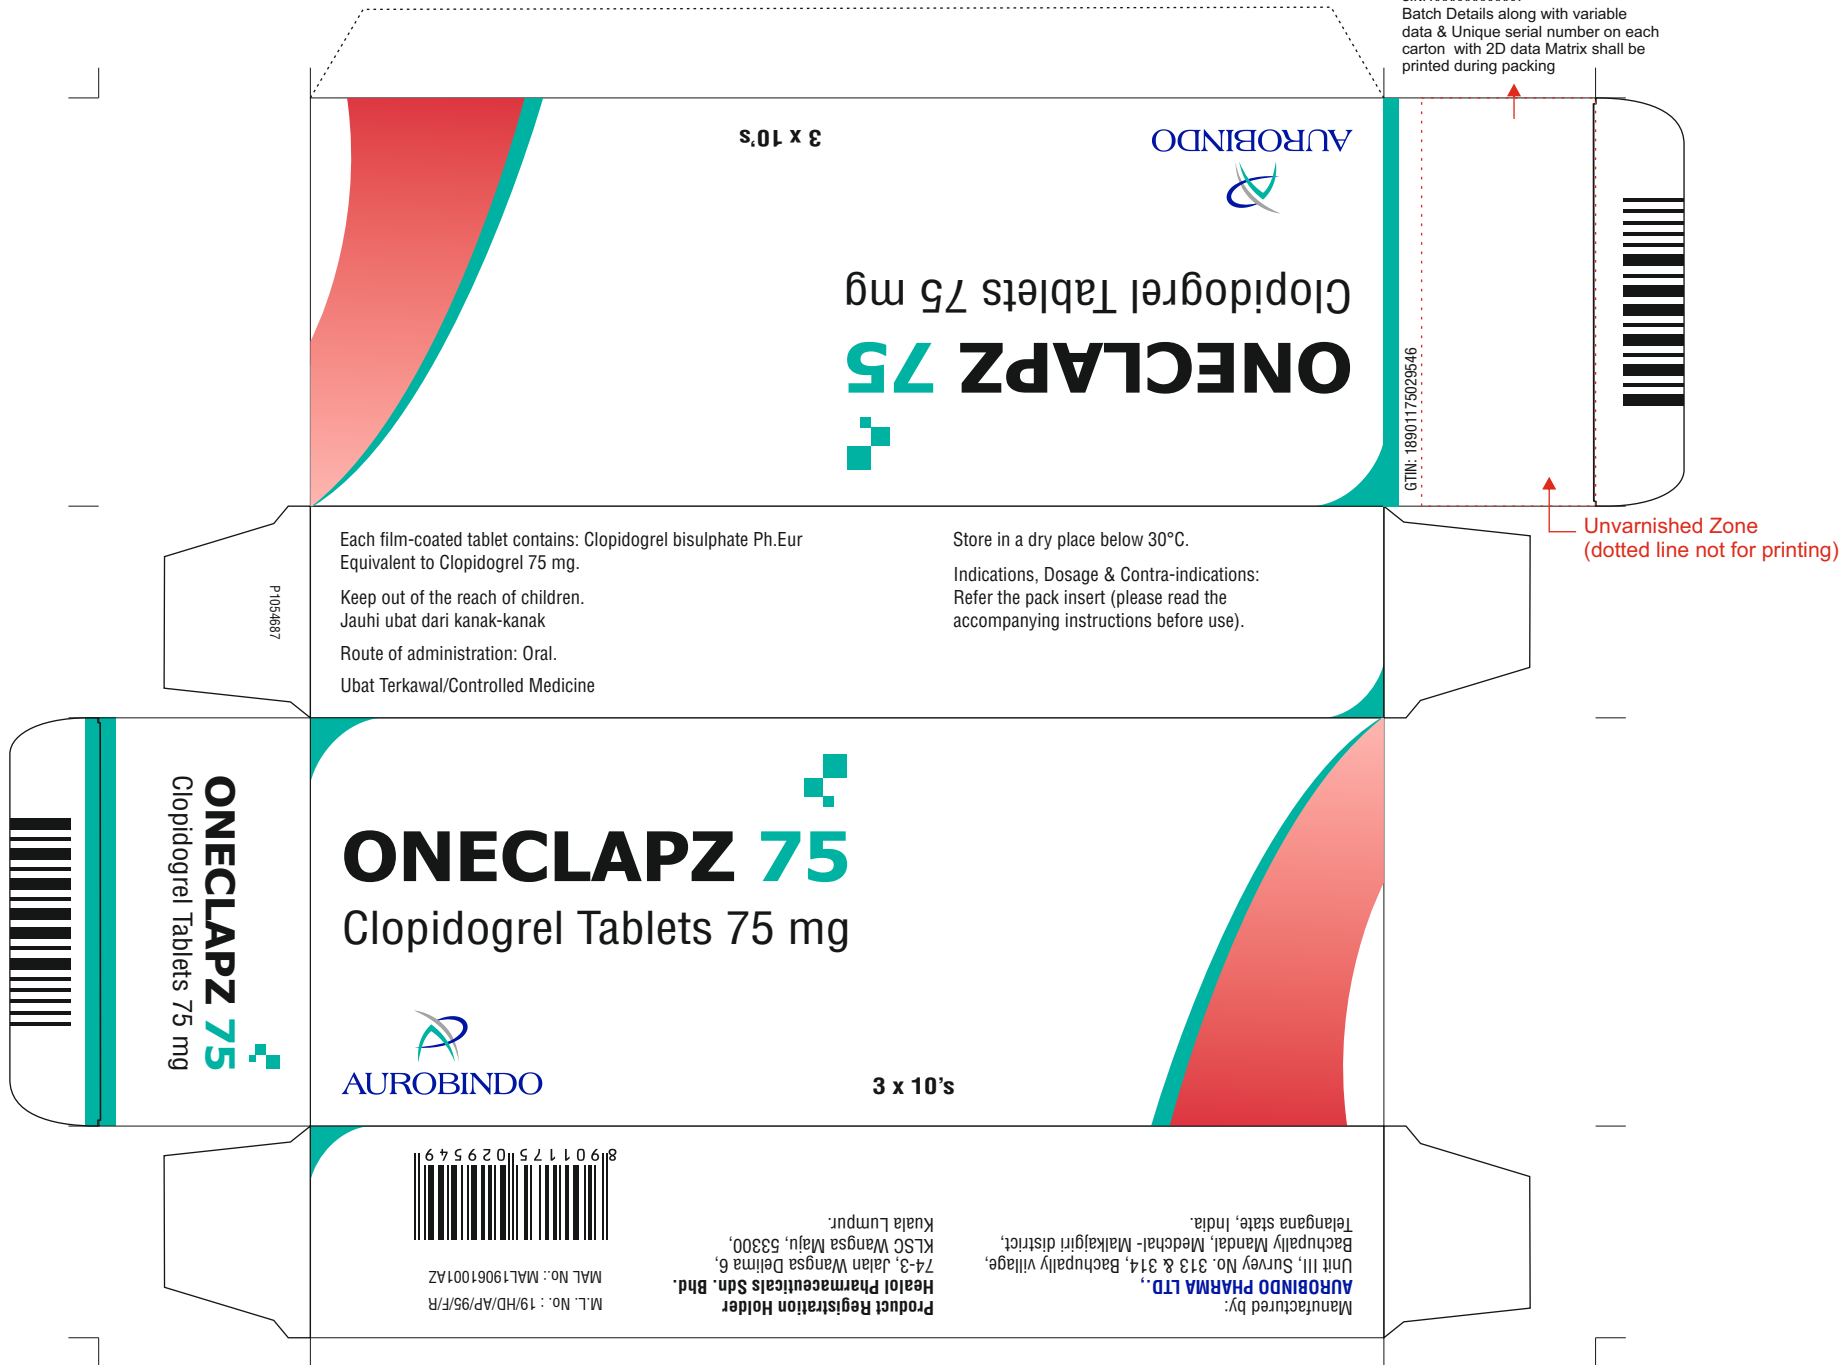 Batch Details along with variable
data & Unique serial number on each
carton with 2D data Matrix shall be
printed during packing
3 x 10's
AUROBINDO
Clopidogrel Tablets 75 mg
ONECLAPZ 75
GTIN: 18901175029546
Unvarnished Zone
(dotted line not for printing)
Each film-coated tablet contains: Clopidogrel bisulphate Ph.Eur
Equivalent to Clopidogrel 75 mg.
Keep out of the reach of children.
Jauhi ubat dari kanak-kanak
Route of administration: Oral.
Ubat Terkawal/Controlled Medicine
Store in a dry place below 30°C.
Indications, Dosage & Contra-indications:
Refer the pack insert (please read the
accompanying instructions before use).
P1054687
ONECLAPZ 75
Clopidogrel Tablets 75 mg
ONECLAPZ 75
Clopidogrel Tablets 75 mg
AUROBINDO
3 x 10's
Manufactured by:
AUROBINDO PHARMA LTD.,
Unit III, Survey No. 313 & 314, Bachupally village,
Bachupally Mandal, Medchal- Malkajgiri district,
Telangana state, India.
Product Registration Holder
Healol Pharmaceuticals Sdn. Bhd.
74-3, Jalan Wangsa Delima 6,
KLSC Wangsa Maju, 53300,
Kuala Lumpur.
M.L. No. : 19/HD/AP/95/F/R
MAL No.: MAL19061001AZ
8 901175 029549